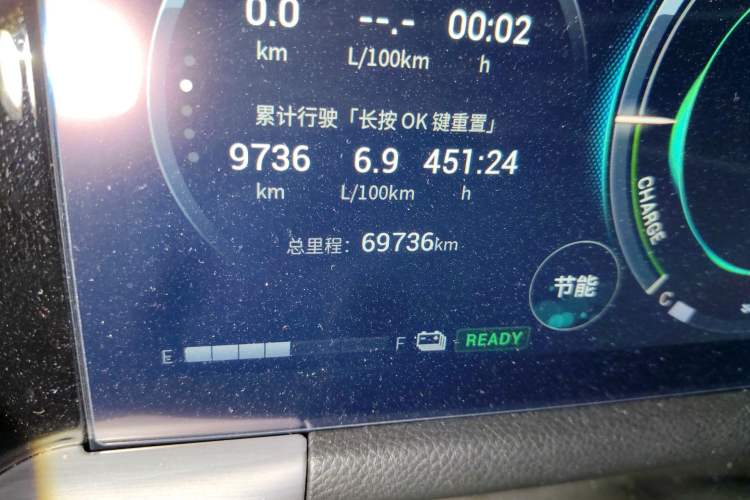 0.0 --.- 00:02
km L/100km h
累计行驶「长按 OK 键重置」
9736 6.9 451:24
km L/100km h
总里程：69736km
CHARGE
节能
E F READY